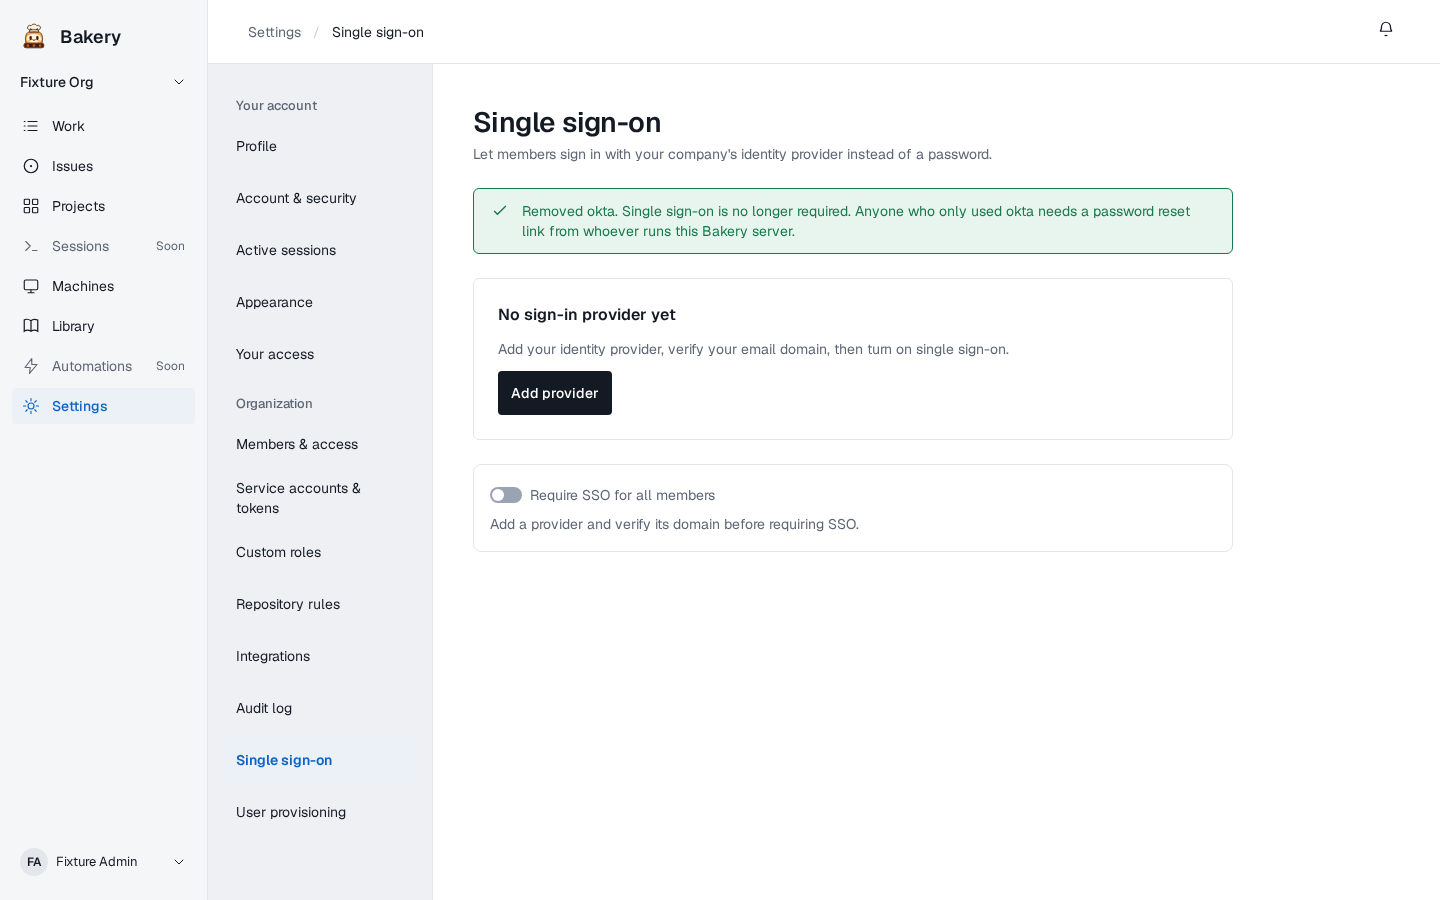 Bakery
Fixture Org
Work
Issues
Projects
Sessions Soon
Machines
Library
Automations Soon
Settings
FA Fixture Admin
Settings / Single sign-on
Your account
Profile
Account & security
Active sessions
Appearance
Your access
Organization
Members & access
Service accounts &
tokens
Custom roles
Repository rules
Integrations
Audit log
Single sign-on
User provisioning
Single sign-on
Let members sign in with your company's identity provider instead of a password.
Removed okta. Single sign-on is no longer required. Anyone who only used okta needs a password reset
link from whoever runs this Bakery server.
No sign-in provider yet
Add your identity provider, verify your email domain, then turn on single sign-on.
Add provider
Require SSO for all members
Add a provider and verify its domain before requiring SSO.